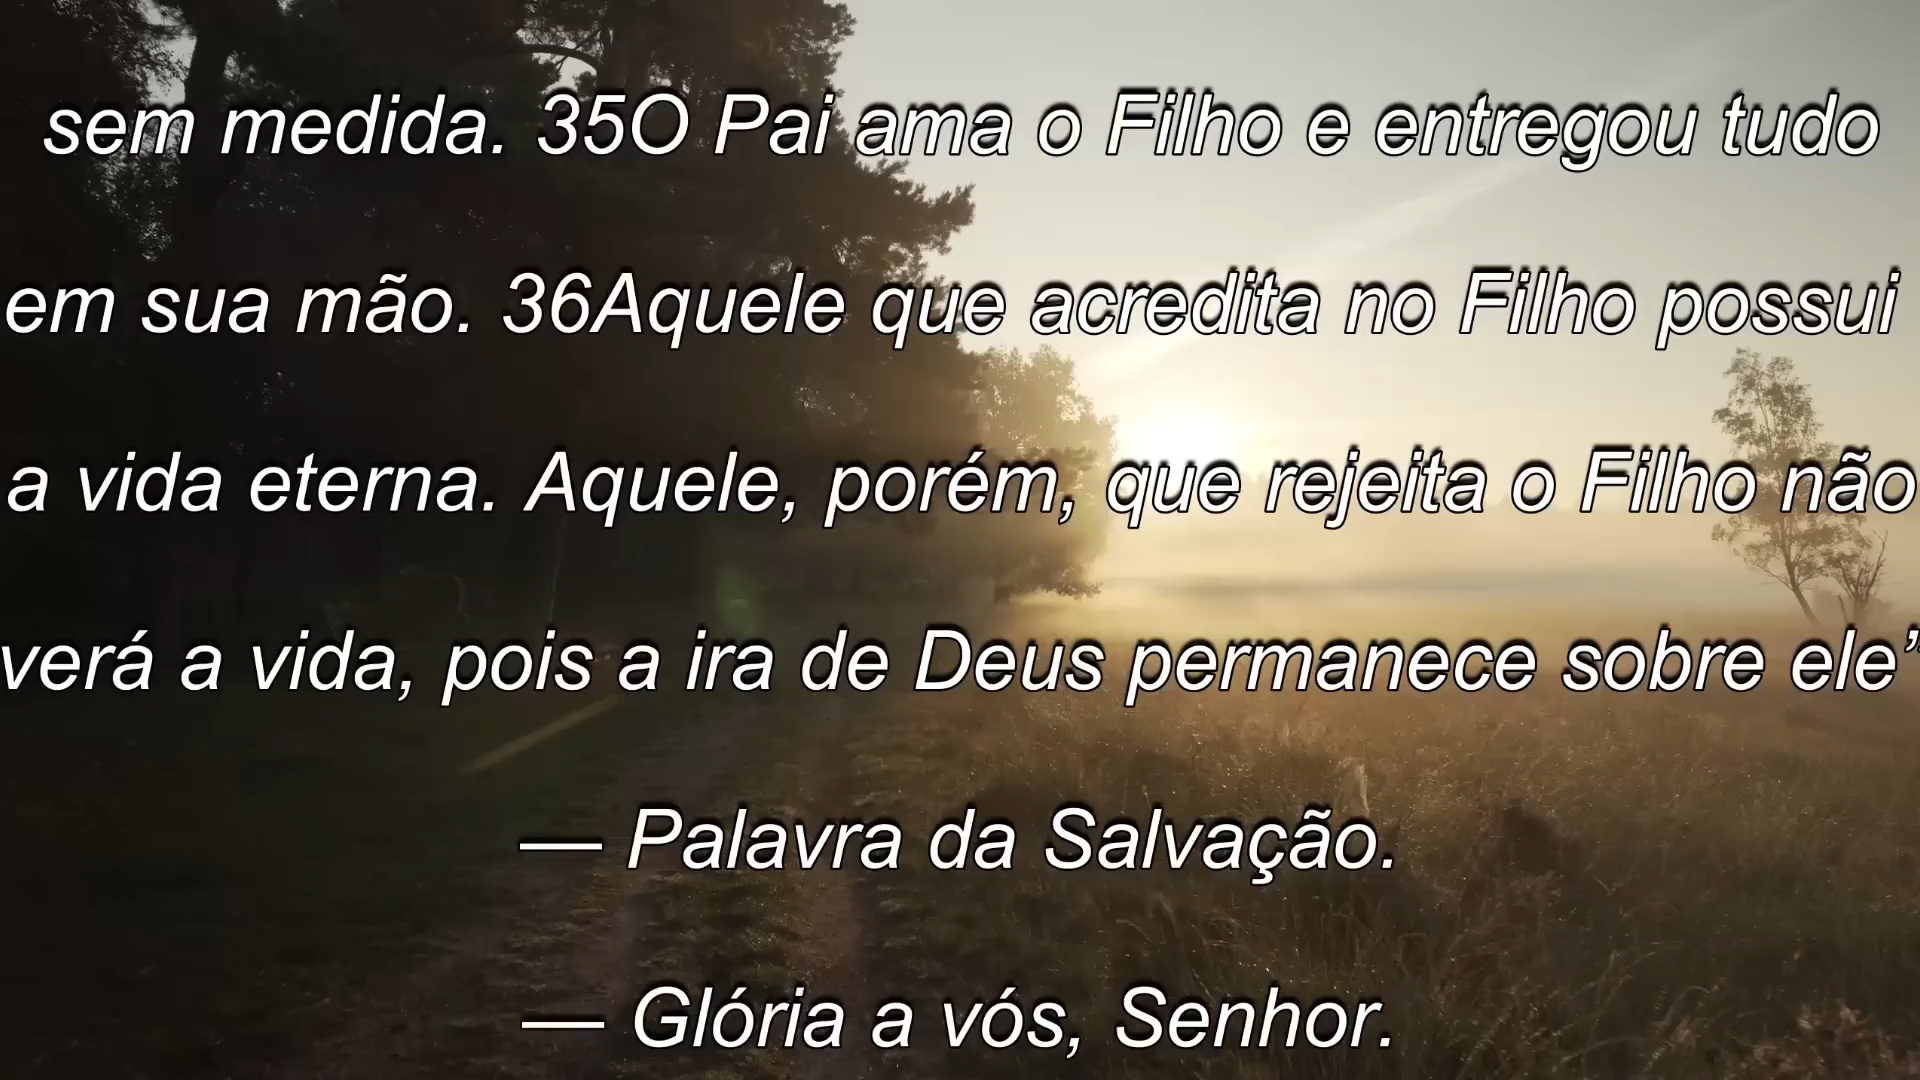 sem medida. 35O Pai ama o Filho e entregou tudo
em sua mão. 36Aquele que acredita no Filho possui
a vida eterna. Aquele, porém, que rejeita o Filho não
verá a vida, pois a ira de Deus permanece sobre ele”
— Palavra da Salvação.
— Glória a vós, Senhor.